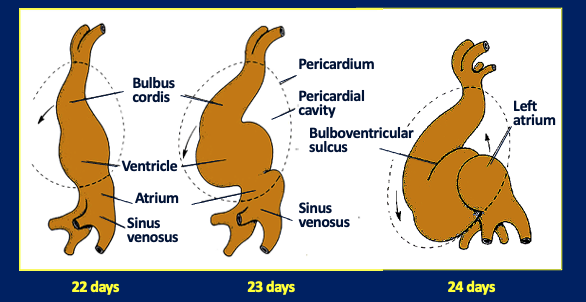 Bulbus
cordis
Ventricle
Atrium
Sinus
venosus
Pericardium
Pericardial
cavity
Sinus
venosus
Bulboventricular
sulcus
Left
atrium
22 days
23 days
24 days